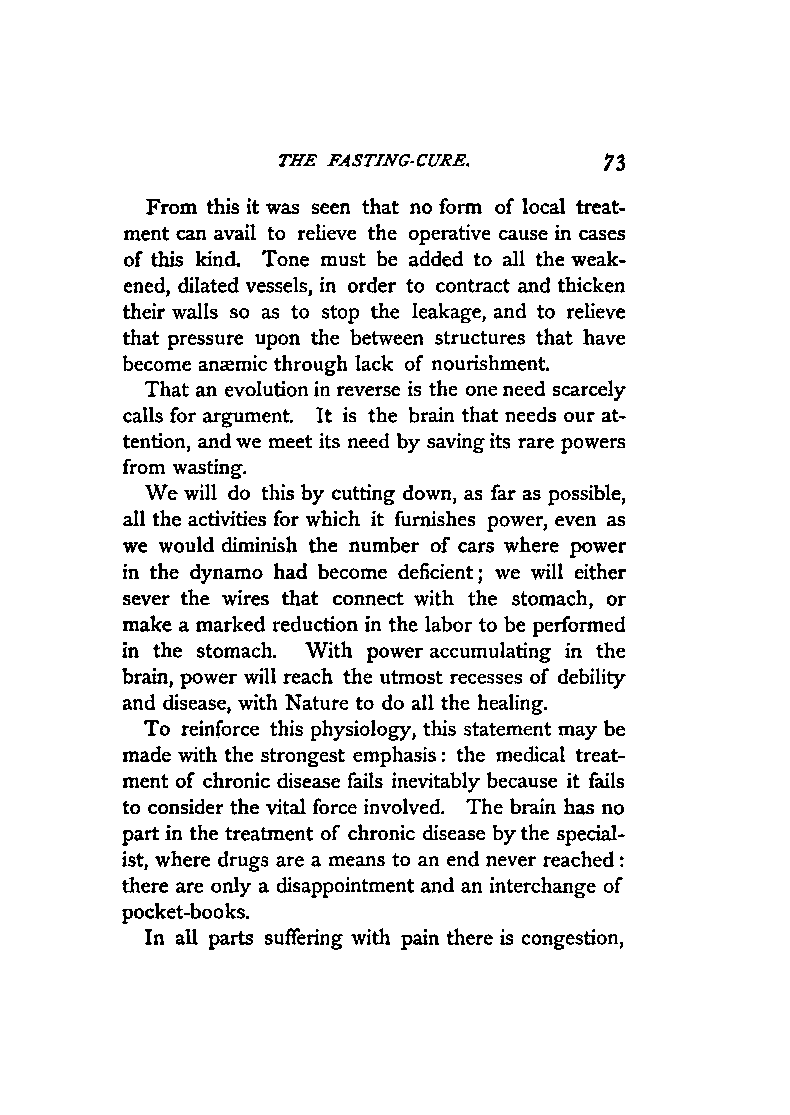 THE FASTING-CURE. 73
From this it was seen that no form of local treat-
ment can avail to relieve the operative cause in cases
of this kind. Tone must be added to all the weak-
ened, dilated vessels, in order to contract and thicken
their walls so as to stop the leakage, and to relieve
that pressure upon the between structures that have
become anæmic through lack of nourishment.
That an evolution in reverse is the one need scarcely
calls for argument. It is the brain that needs our at-
tention, and we meet its need by saving its rare powers
from wasting.
We will do this by cutting down, as far as possible,
all the activities for which it furnishes power, even as
we would diminish the number of cars where power
in the dynamo had become deficient; we will either
sever the wires that connect with the stomach, or
make a marked reduction in the labor to be performed
in the stomach. With power accumulating in the
brain, power will reach the utmost recesses of debility
and disease, with Nature to do all the healing.
To reinforce this physiology, this statement may be
made with the strongest emphasis: the medical treat-
ment of chronic disease fails inevitably because it fails
to consider the vital force involved. The brain has no
part in the treatment of chronic disease by the special-
ist, where drugs are a means to an end never reached:
there are only a disappointment and an interchange of
pocket-books.
In all parts suffering with pain there is congestion,